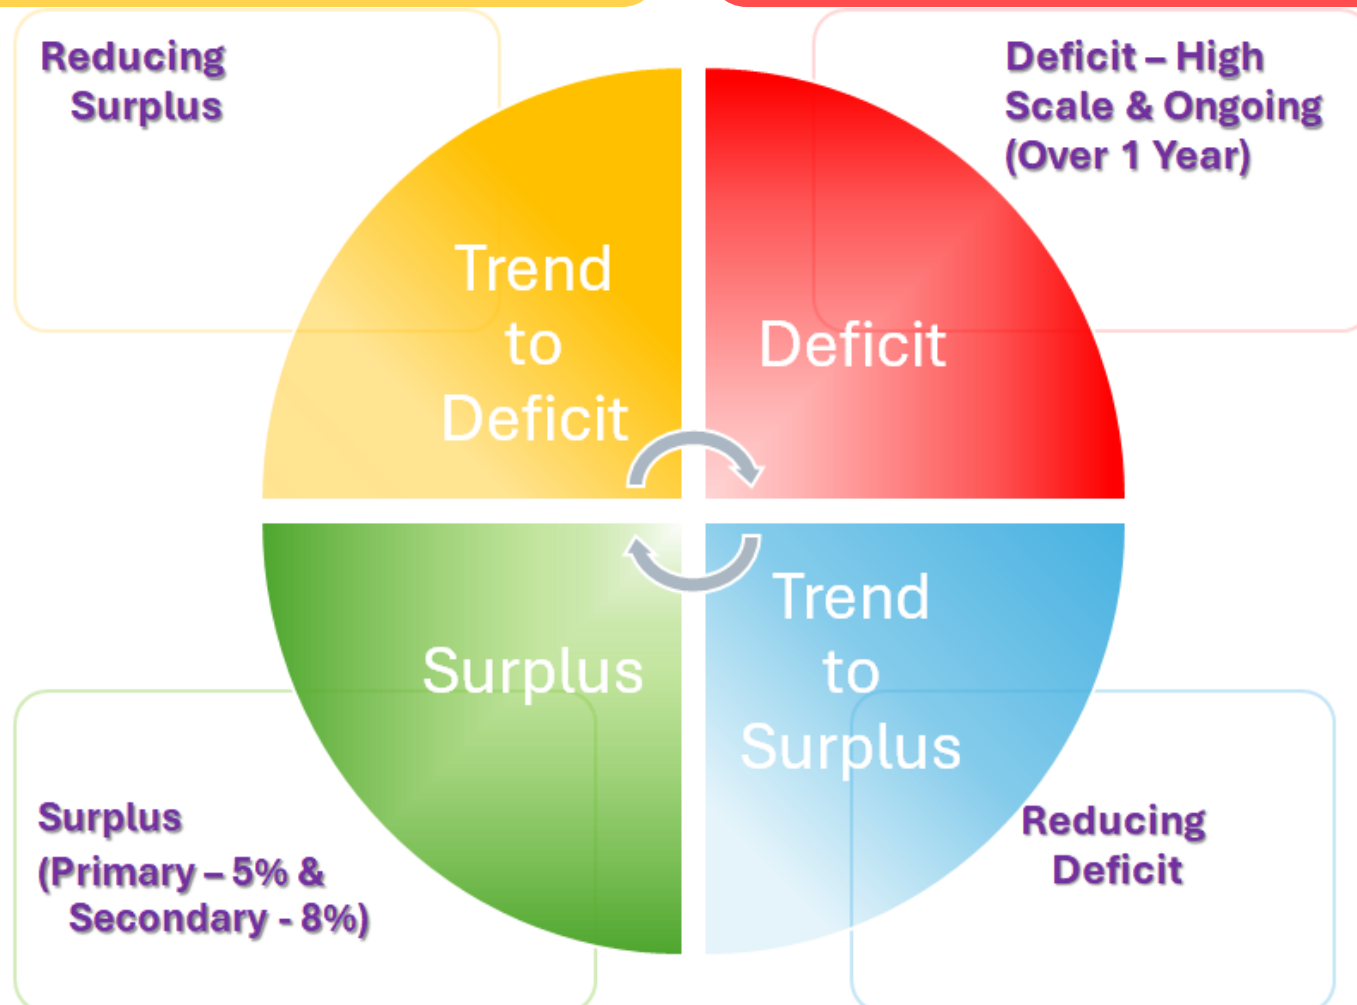 Reducing
Surplus
Deficit – High
Scale & Ongoing
(Over 1 Year)
Trend
to
Deficit
Deficit
Surplus
Trend
to
Surplus
Surplus
(Primary – 5% &
Secondary - 8%)
Reducing
Deficit